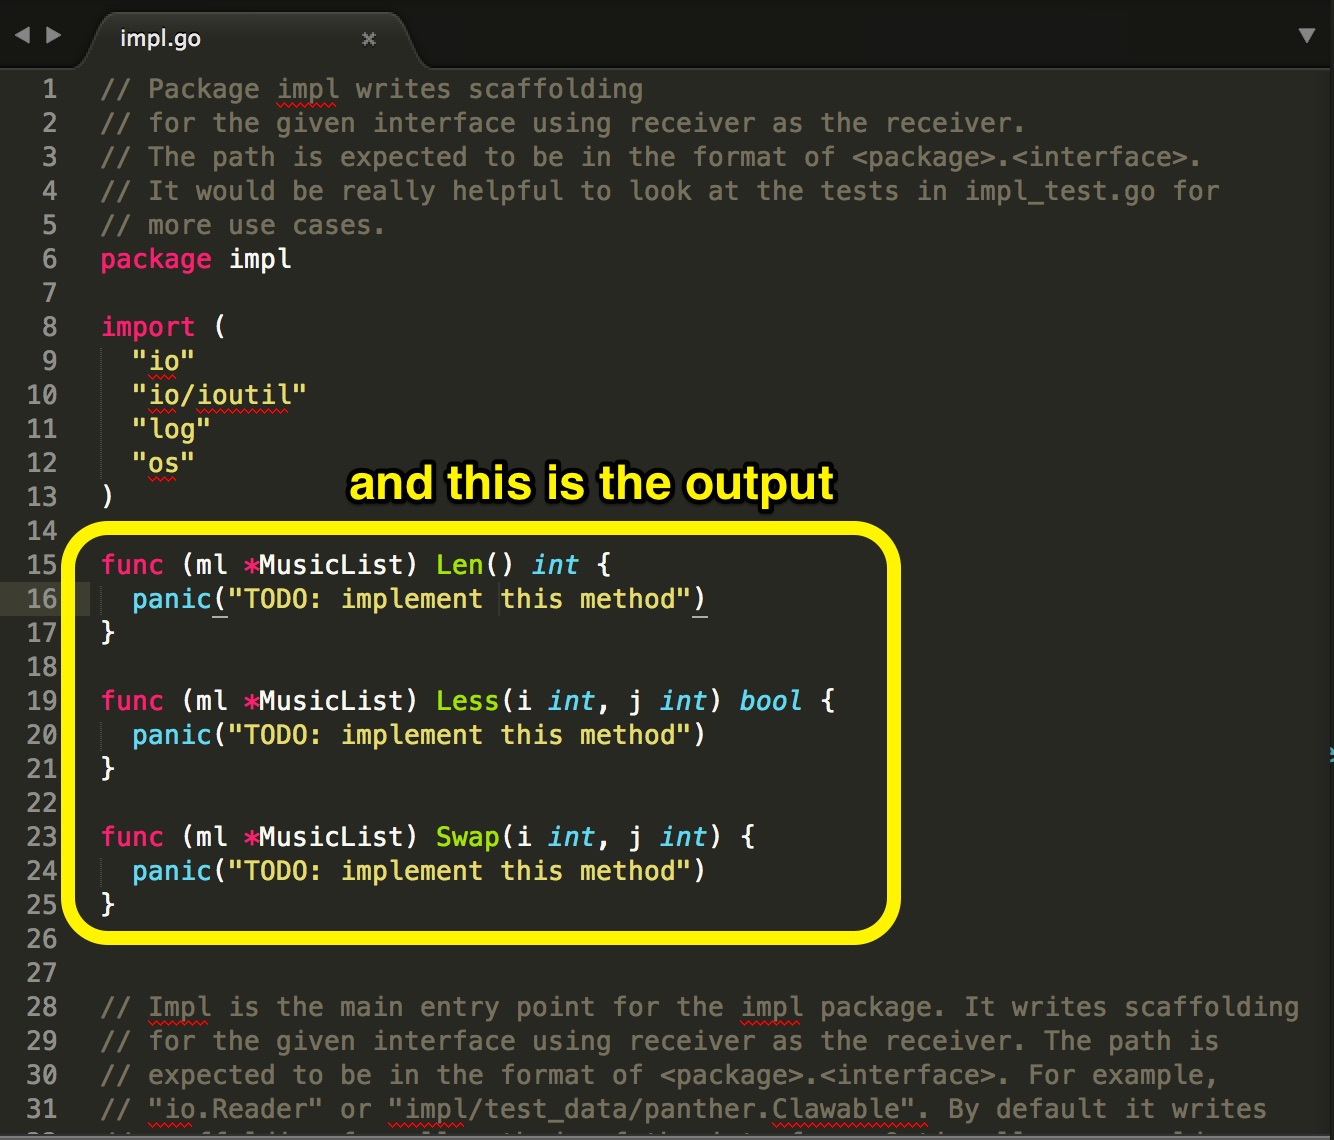 impl.go
1 // Package impl writes scaffolding
2 // for the given interface using receiver as the receiver.
3 // The path is expected to be in the format of <package>.<interface>.
4 // It would be really helpful to look at the tests in impl_test.go for
5 // more use cases.
6 package impl
7
8 import (
9 "io"
10 "io/ioutil"
11 "log"
12 "os"
and this is the output
13 )
14
15 func (ml *MusicList) Len() int {
16 panic("TODO: implement this method")
17 }
18
19 func (ml *MusicList) Less(i int, j int) bool {
20 panic("TODO: implement this method")
21 }
22
23 func (ml *MusicList) Swap(i int, j int) {
24 panic("TODO: implement this method")
25 }
26
27
28 // Impl is the main entry point for the impl package. It writes scaffolding
29 // for the given interface using receiver as the receiver. The path is
30 // expected to be in the format of <package>.<interface>. For example,
31 // "io.Reader" or "impl/test_data/panther.Clawable". By default it writes